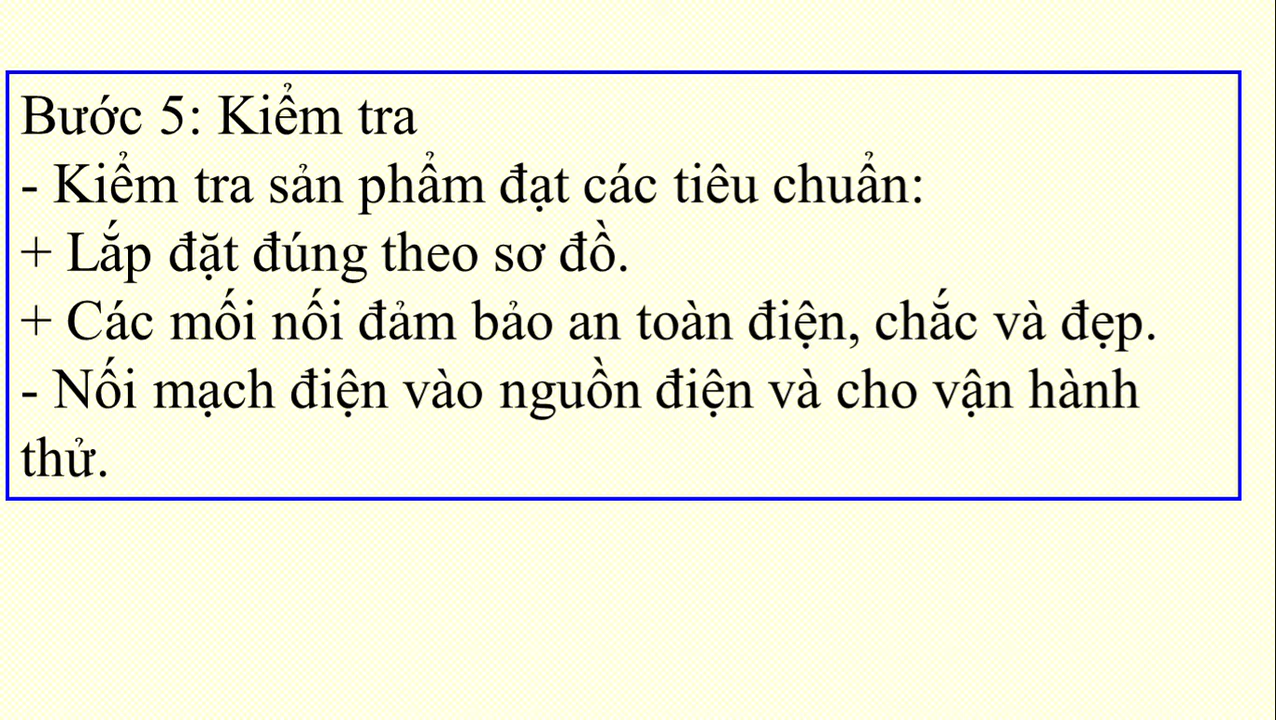 Bước 5: Kiểm tra
- Kiểm tra sản phẩm đạt các tiêu chuẩn:
+ Lắp đặt đúng theo sơ đồ.
+ Các mối nối đảm bảo an toàn điện, chắc và đẹp.
- Nối mạch điện vào nguồn điện và cho vận hành
thử.